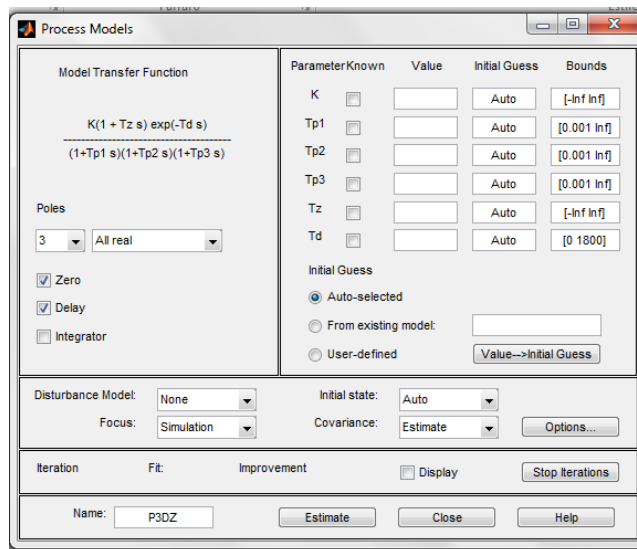 Process Models
Model Transfer Function
K(1 + Tz s) exp(-Td s)
(1+Tp1 s)(1+Tp2 s)(1+Tp3 s)
Poles
3 All real
Zero
Delay
Integrator
Parameter Known Value Initial Guess Bounds
K Auto [-Inf Inf]
Tp1 Auto [0.001 Inf]
Tp2 Auto [0.001 Inf]
Tp3 Auto [0.001 Inf]
Tz Auto [-Inf Inf]
Td Auto [0 1800]
Initial Guess
Auto-selected
From existing model:
User-defined Value-->Initial Guess
Disturbance Model: None Initial state: Auto
Focus: Simulation Covariance: Estimate Options...
Iteration Fit: Improvement Display Stop Iterations
Name: P3DZ Estimate Close Help